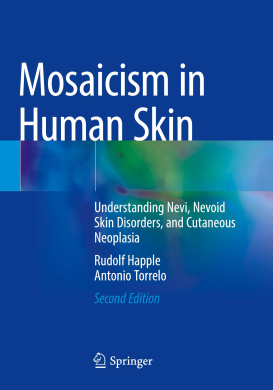 Mosaicism in
Human Skin
Understanding Nevi, Nevoid
Skin Disorders, and Cutaneous
Neoplasia
Rudolf Happle
Antonio Torrelo
Second Edition
Springer